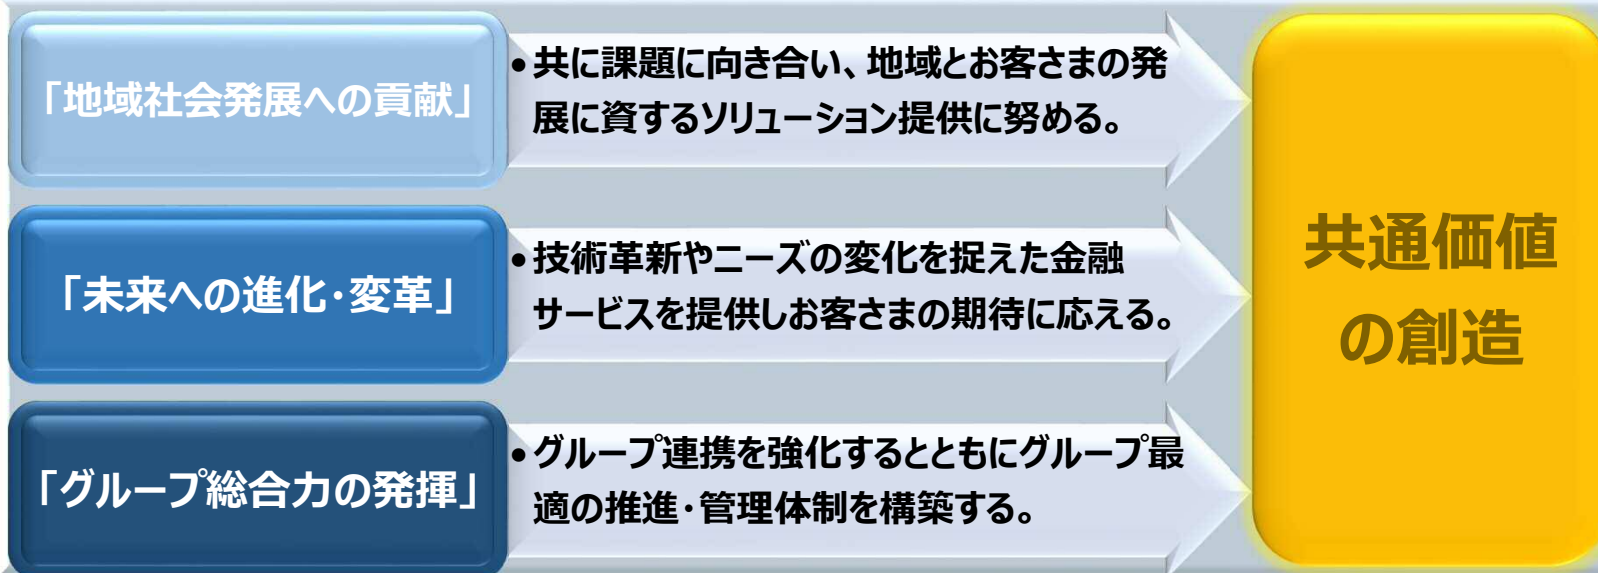 「地域社会発展への貢献」
•共に課題に向き合い、地域とお客さまの発
展に資するソリューション提供に努める。
「未来への進化･変革」
•技術革新やニーズの変化を捉えた金融
サービスを提供しお客さまの期待に応える。
「グループ総合力の発揮」
•グループ連携を強化するとともにグループ最
適の推進･管理体制を構築する。
共通価値
の創造